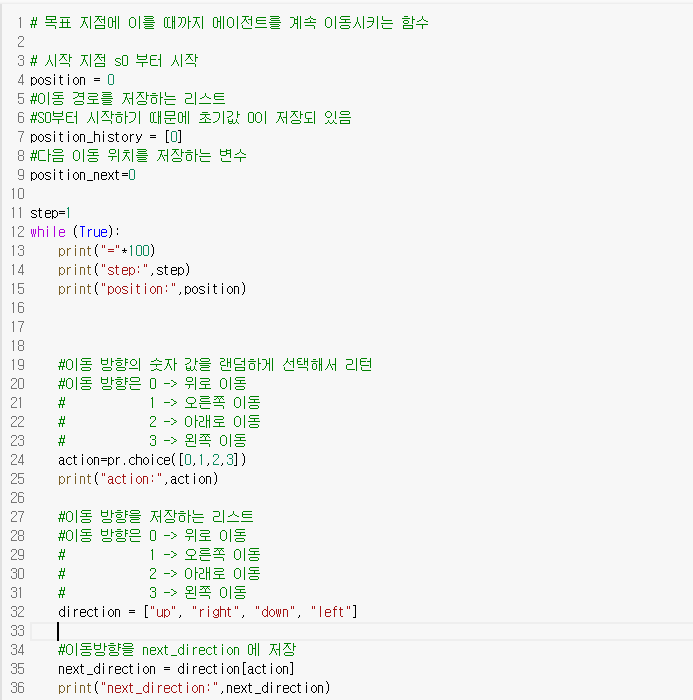 1 # 목표 지점에 이를 때까지 에이전트를 계속 이동시키는 함수
2
3 # 시작 지점 s0 부터 시작
4 position = 0
5 #이동 경로를 저장하는 리스트
6 #S0부터 시작하기 때문에 초기값 0이 저장되 있음
7 position_history = [0]
8 #다음 이동 위치를 저장하는 변수
9 position_next=0
10
11 step=1
12 while (True):
13 print("="*100)
14 print("step:",step)
15 print("position:",position)
16
17
18
19 #이동 방향의 숫자 값을 랜덤하게 선택해서 리턴
20 #이동 방향은 0 -> 위로 이동
21 # 1 -> 오른쪽 이동
22 # 2 -> 아래로 이동
23 # 3 -> 왼쪽 이동
24 action=pr.choice([0,1,2,3])
25 print("action:",action)
26
27 #이동 방향을 저장하는 리스트
28 #이동 방향은 0 -> 위로 이동
29 # 1 -> 오른쪽 이동
30 # 2 -> 아래로 이동
31 # 3 -> 왼쪽 이동
32 direction = ["up", "right", "down", "left"]
33
34 #이동방향을 next_direction 에 저장
35 next_direction = direction[action]
36 print("next_direction:",next_direction)